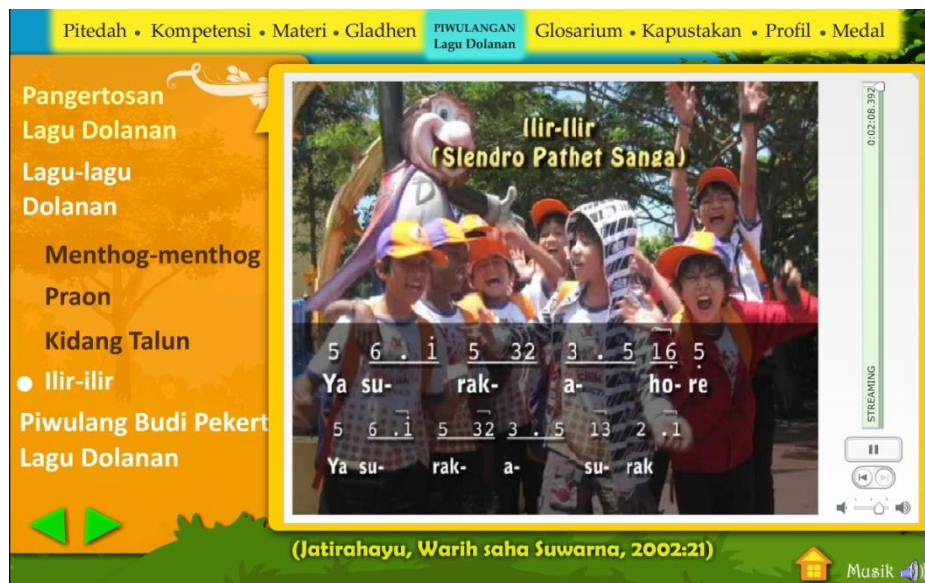 Pitedah • Kompetensi • Materi • Gladhen PIWULANGAN Lagu Dolanan Glosarium • Kapustakan • Profil • Medal
Pangertosan
Lagu Dolanan
Lagu-lagu
Dolanan
Menthog-menthog
Praon
Kidang Talun
Ilir-ilir
Piwulang Budi Pekert
Lagu Dolanan
Ilir-Ilir
(Slendro Pathet Sanga)
5 6 . 1̇ 5 32 3 . 5 16̣ 5̣
Ya su- rak- a- ho- re
5 6 .1̇ 5 32 3 . 5 13 2 .1
Ya su- rak- a- su- rak
0:02:08.392
STREAMING
(Jatirahayu, Warih saha Suwarna, 2002:21)
Musik